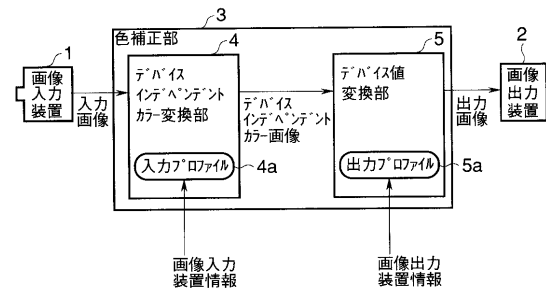 3
色補正部
1
画像
入力
装置
入力
画像
4
デバイス
インデペンデント
カラー変換部
入力プロファイル
4a
デバイス
インデペンデント
カラー画像
5
デバイス値
変換部
出力プロファイル
5a
出力
画像
2
画像
出力
装置
画像入力
装置情報
画像出力
装置情報